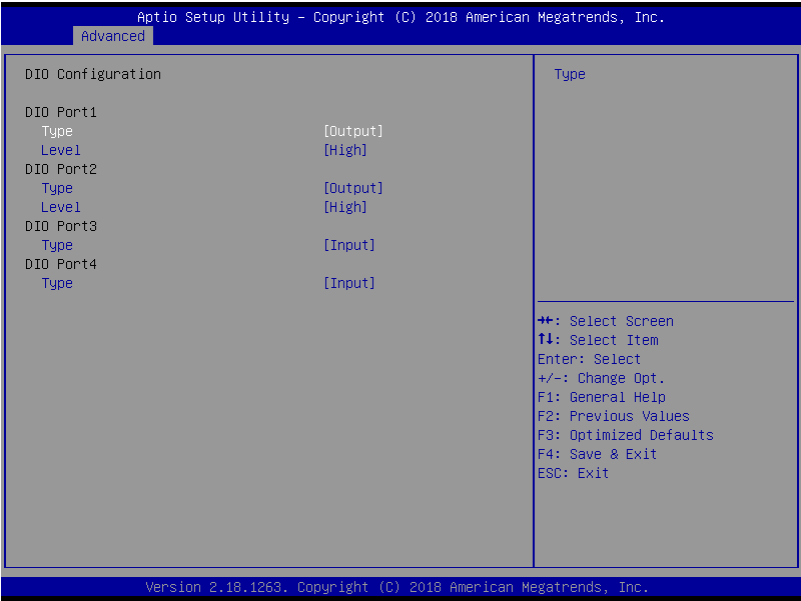 Aptio Setup Utility – Copyright (C) 2018 American Megatrends, Inc.
Advanced
DIO Configuration
DIO Port1
Type [Output]
Level [High]
DIO Port2
Type [Output]
Level [High]
DIO Port3
Type [Input]
DIO Port4
Type [Input]
Type
→←: Select Screen
↑↓: Select Item
Enter: Select
+/-: Change Opt.
F1: General Help
F2: Previous Values
F3: Optimized Defaults
F4: Save & Exit
ESC: Exit
Version 2.18.1263. Copyright (C) 2018 American Megatrends, Inc.